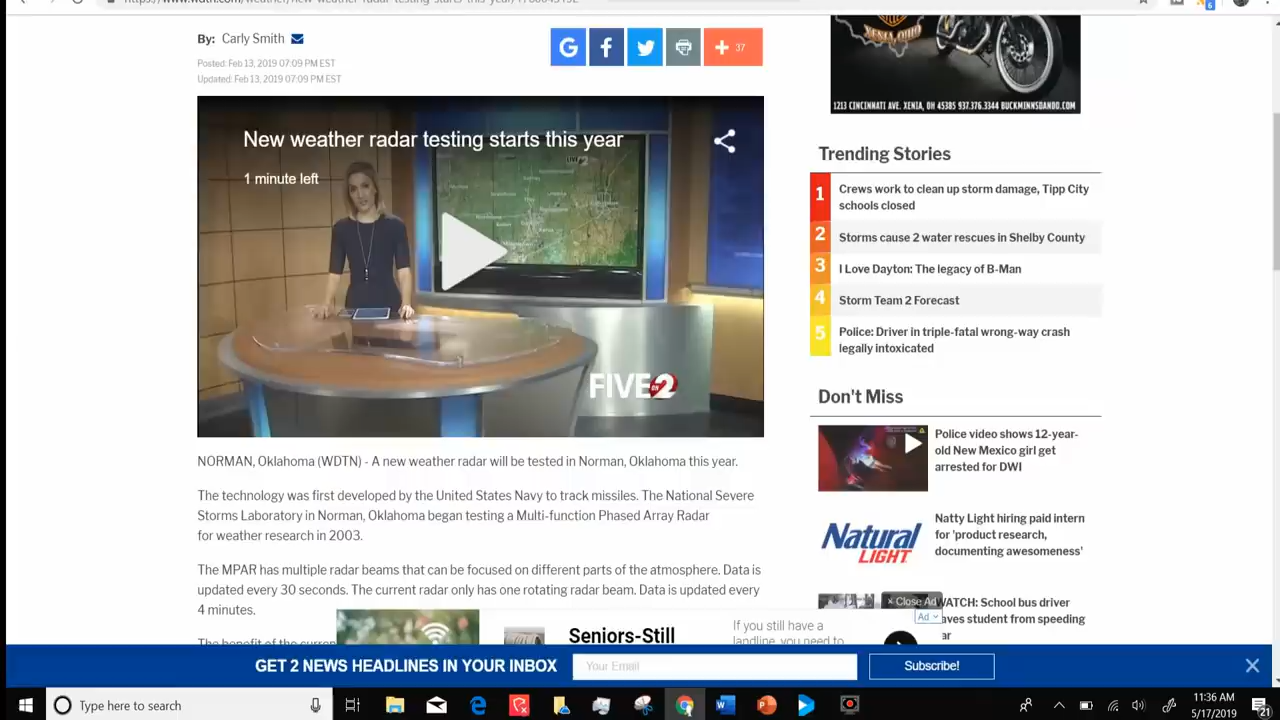 By: Carly Smith
Posted: Feb 13, 2019 07:09 PM EST
Updated: Feb 13, 2019 07:09 PM EST
37
New weather radar testing starts this year
1 minute left
FIVE ON 2
NORMAN, Oklahoma (WDTN) - A new weather radar will be tested in Norman, Oklahoma this year.
The technology was first developed by the United States Navy to track missiles. The National Severe
Storms Laboratory in Norman, Oklahoma began testing a Multi-function Phased Array Radar
for weather research in 2003.
The MPAR has multiple radar beams that can be focused on different parts of the atmosphere. Data is
updated every 30 seconds. The current radar only has one rotating radar beam. Data is updated every
4 minutes.
The benefit of the curren
XENIA, OHIO
1213 CINCINNATI AVE. XENIA, OH 45385 937.376.3344 BUCKMINNSDANDO.COM
Trending Stories
1
Crews work to clean up storm damage, Tipp City
schools closed
2
Storms cause 2 water rescues in Shelby County
3
I Love Dayton: The legacy of B-Man
4
Storm Team 2 Forecast
5
Police: Driver in triple-fatal wrong-way crash
legally intoxicated
Don't Miss
Police video shows 12-year-
old New Mexico girl get
arrested for DWI
Natural
LIGHT
Natty Light hiring paid intern
for 'product research,
documenting awesomeness'
WATCH: School bus driver
aves student from speeding
ar
× Close Ad
Ad
Seniors-Still
If you still have a
landline, you need to
GET 2 NEWS HEADLINES IN YOUR INBOX
Your Email
Subscribe!
Type here to search
11:36 AM
5/17/2019
21